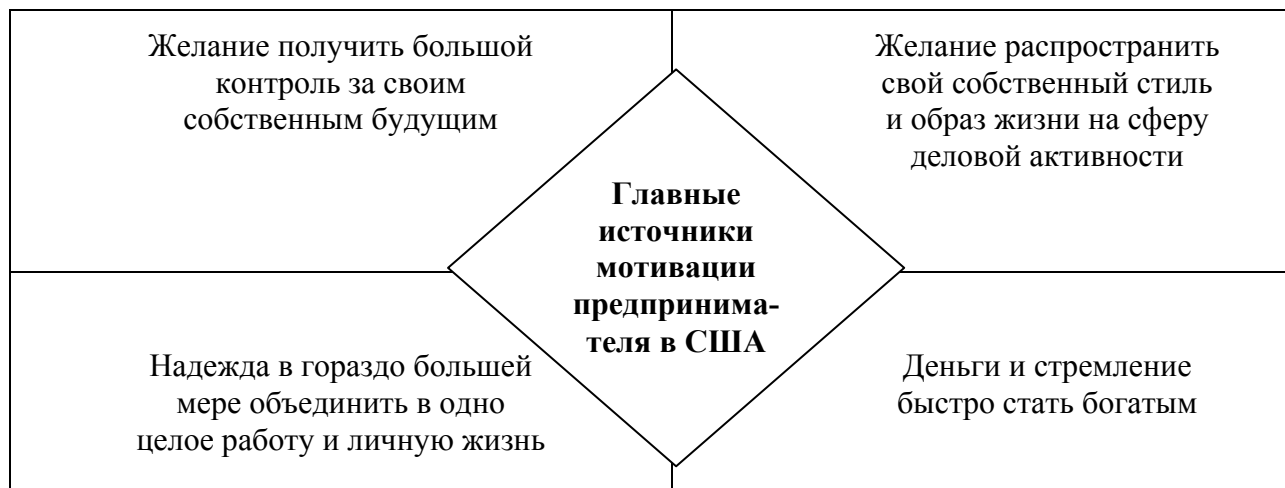 Желание получить большой
контроль за своим
собственным будущим
Желание распространить
свой собственный стиль
и образ жизни на сферу
деловой активности
Главные
источники
мотивации
предпринима-
теля в США
Надежда в гораздо большей
мере объединить в одно
целое работу и личную жизнь
Деньги и стремление
быстро стать богатым